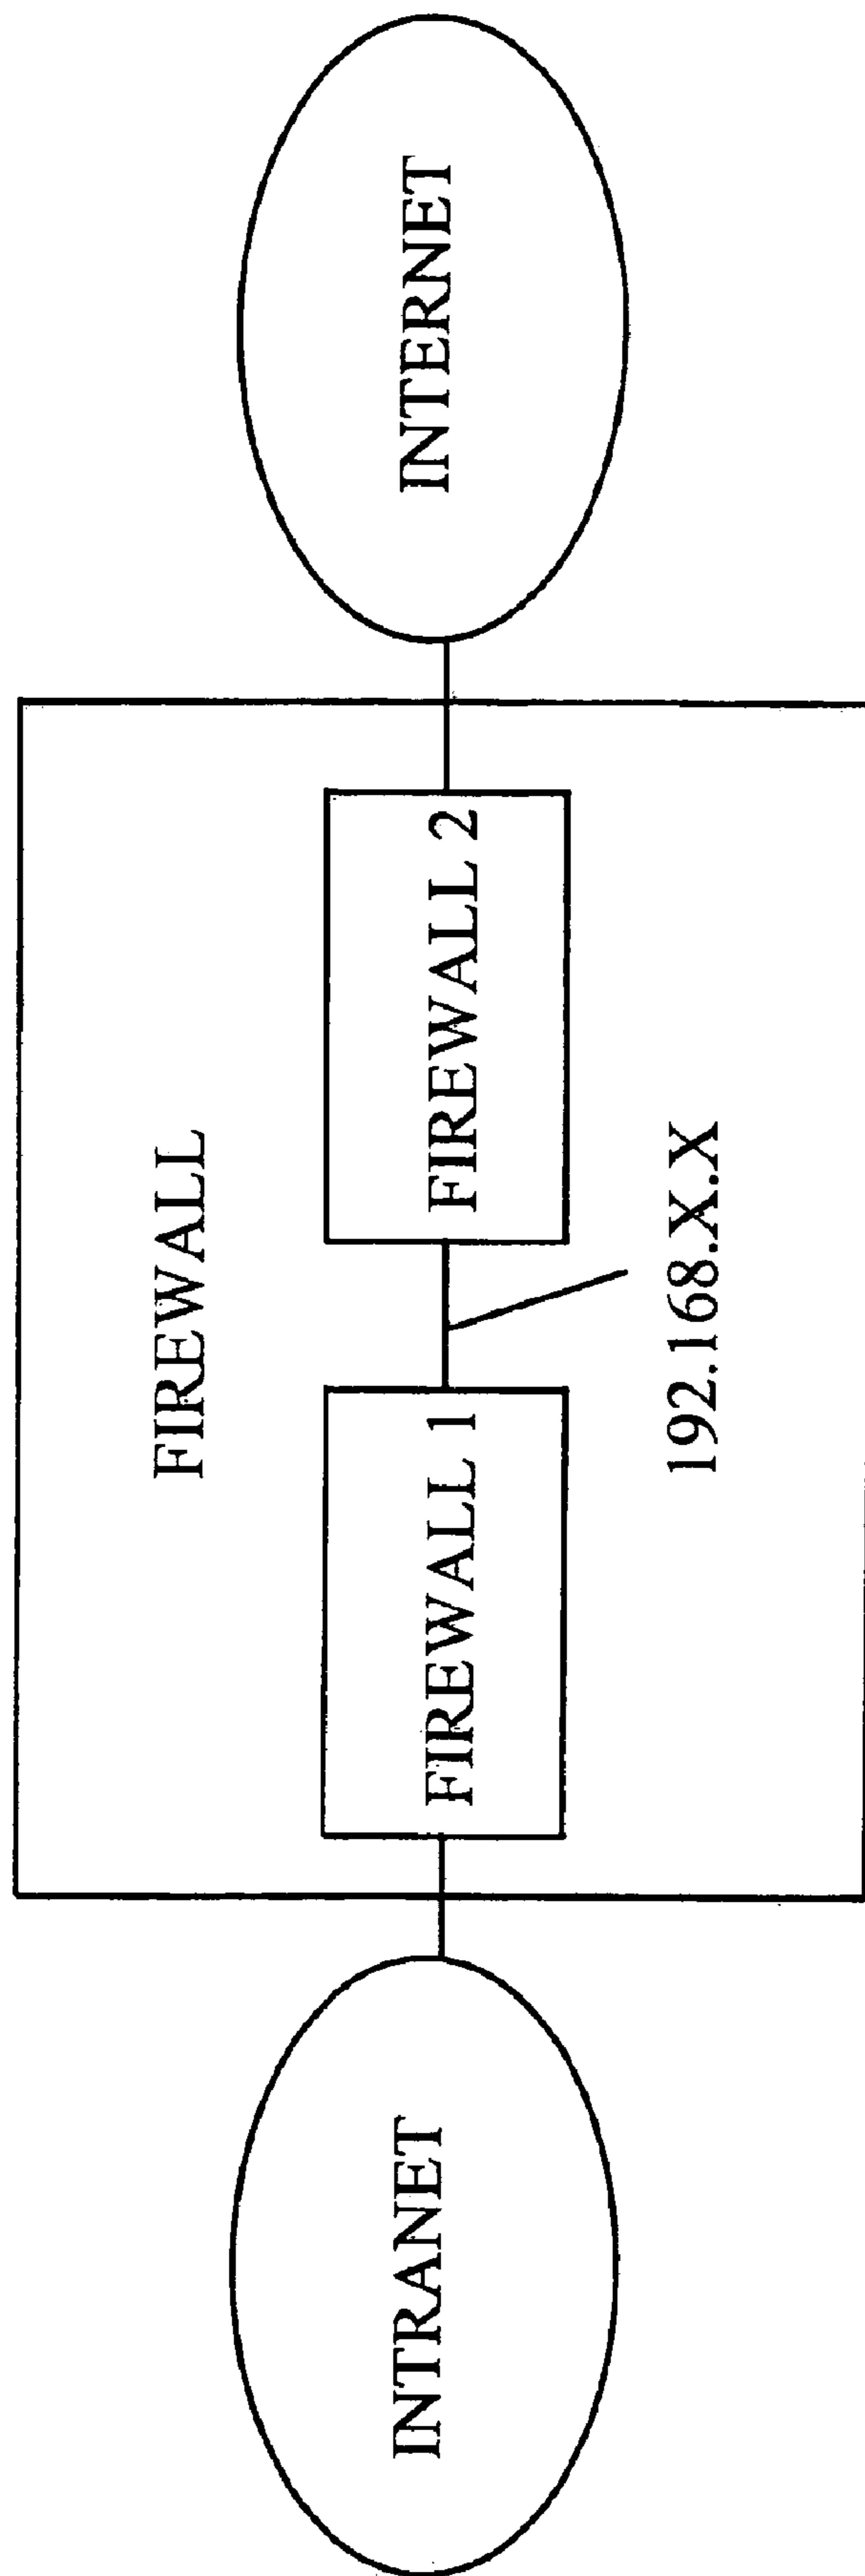 FIREWALL
INTRANET
FIREWALL 1
FIREWALL 2
INTERNET
192.168.X.X